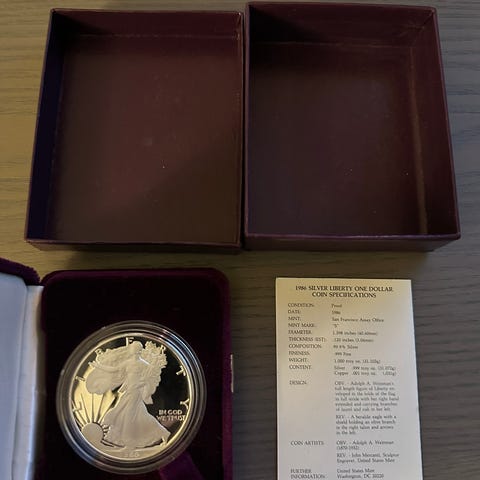 LIBERTY
IN GOD
WE TRUST
1986 SILVER LIBERTY ONE DOLLAR
COIN SPECIFICATIONS
CONDITION: Proof
DATE: 1986
MINT: San Francisco Assay Office
MINT MARK: "S"
DIAMETER: 1.598 inches (40.60mm)
THICKNESS (EST): .120 inches (3.04mm)
COMPOSITION: 99.9% Silver
FINENESS: .999 Fine
WEIGHT: 1.000 troy oz. (31.103g)
CONTENT: Silver .999 troy oz. (31.072g)
Copper .001 troy oz. (.031g)
DESIGN: OBV. - Adolph A. Weinman's
full length figure of Liberty en-
veloped in the folds of the flag,
in full stride with her right hand
extended and carrying branches
of laurel and oak in her left.
REV. - A heraldic eagle with a
shield holding an olive branch
in the right talon and arrows
in the left.
COIN ARTISTS: OBV. - Adolph A. Weinman
(1870-1952)
REV. - John Mercanti, Sculptor
Engraver, United States Mint
FURTHER United States Mint
INFORMATION: Washington, DC 20220